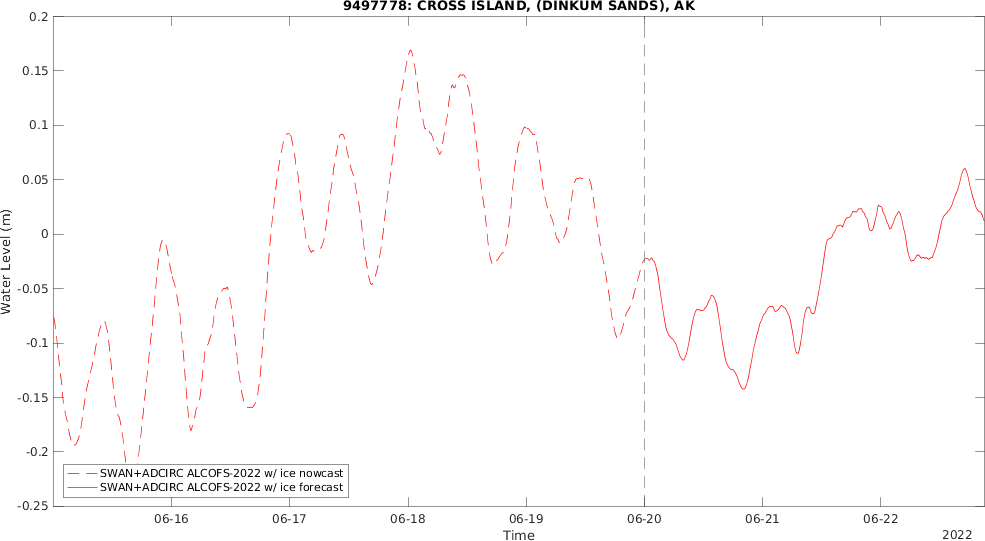 9497778: CROSS ISLAND, (DINKUM SANDS), AK
Water Level (m)
0.2
0.15
0.1
0.05
0
-0.05
-0.1
-0.15
-0.2
-0.25
SWAN+ADCIRC ALCOFS-2022 w/ ice nowcast
SWAN+ADCIRC ALCOFS-2022 w/ ice forecast
06-16 06-17 06-18 06-19 06-20 06-21 06-22
Time
2022